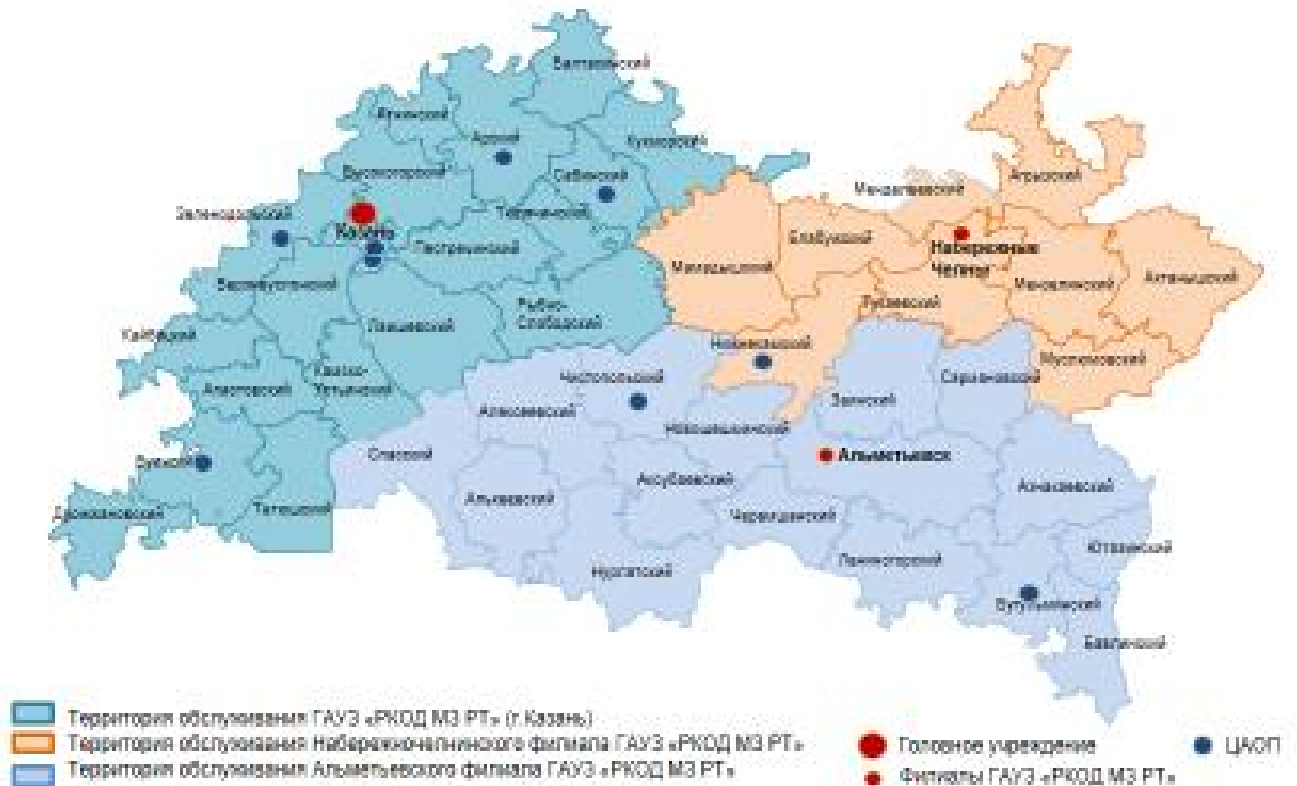 Балтасинский
Атнинский
Арский
Кукморский
Высокогорский
Сабинский
Менделеевский
Агрызский
Зеленодольский
Тюлячинский
Казань
Пестречинский
Елабужский
Набережные
Челны
Мамадышский
Актанышский
Верхнеуслонский
Мензелинский
Рыбно-
Слободский
Тукаевский
Кайбицкий
Лаишевский
Нижнекамский
Муслюмовский
Камско-
Устьинский
Чистопольский
Сармановский
Апастовский
Заинский
Алексеевский
Новошешминский
Спасский
Альметьевск
Буинский
Аксубаевский
Азнакаевский
Алькеевский
Дрожжановский
Тетюшский
Черемшанский
Ютазинский
Лениногорский
Нурлатский
Бугульминский
Бавлинский
Территория обслуживания ГАУЗ «РКОД МЗ РТ» (г.Казань)
Территория обслуживания Набережночелнинского филиала ГАУЗ «РКОД МЗ РТ»
Территория обслуживания Альметьевского филиала ГАУЗ «РКОД МЗ РТ»
Головное учреждение
ЦАОП
Филиалы ГАУЗ «РКОД МЗ РТ»